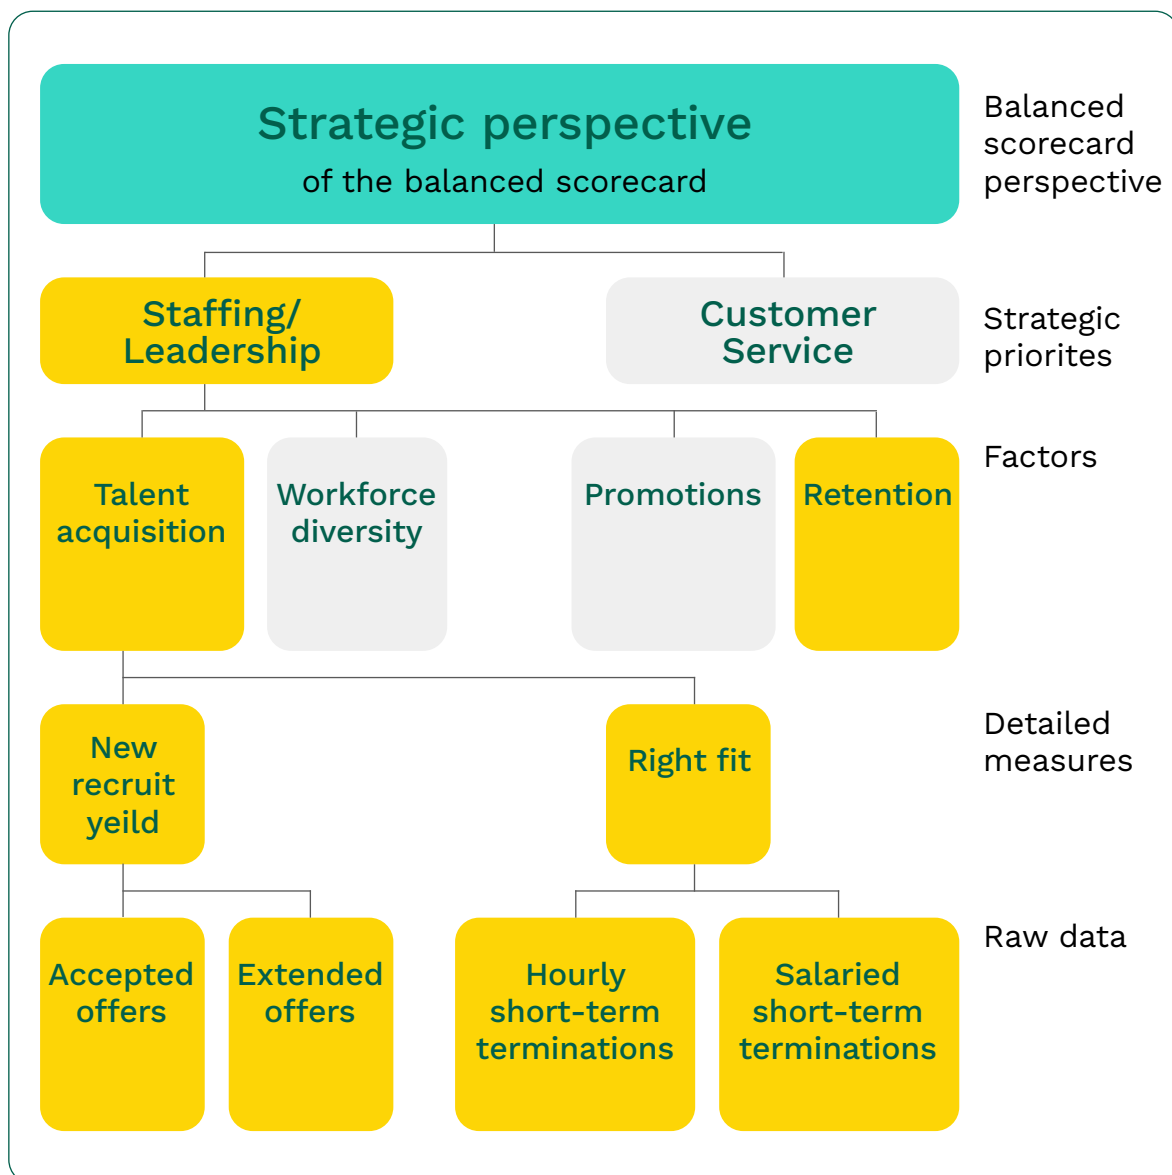 Strategic perspective
of the balanced scorecard
Balanced
scorecard
perspective
Staffing/
Leadership
Customer
Service
Strategic
priorites
Talent
acquisition
Workforce
diversity
Promotions
Retention
Factors
New
recruit
yeild
Right fit
Detailed
measures
Accepted
offers
Extended
offers
Hourly
short-term
terminations
Salaried
short-term
terminations
Raw data